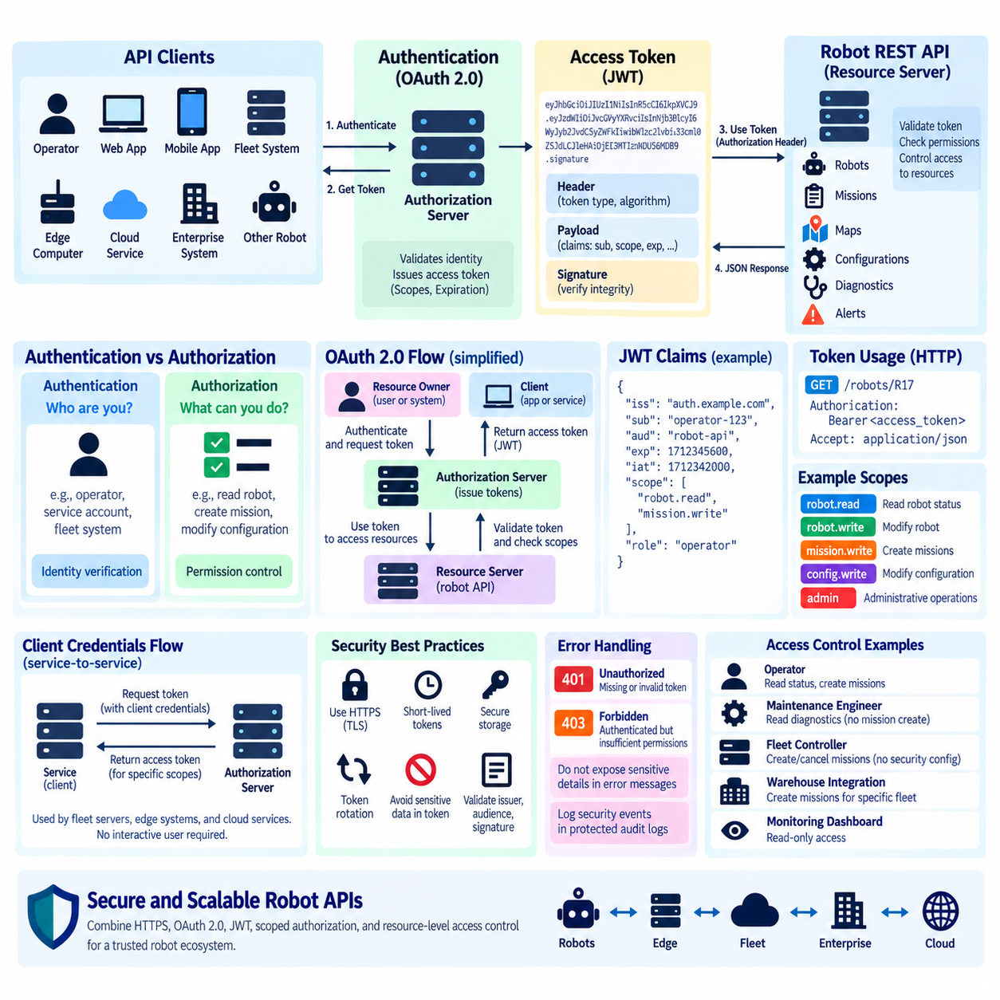 API Clients
Operator
Web App
Mobile App
Fleet System
Edge
Computer
Cloud
Service
Enterprise
System
Other Robot
1. Authenticate
2. Get Token
Authentication
(OAuth 2.0)
Authorization
Server
Validates identity
Issues access token
(Scopes, Expiration)
Access Token
(JWT)
.signature
Header
(token type, algorithm)
Payload
(claims: sub, scope, exp, ...)
Signature
(verify integrity)
3. Use Token
(Authorization Header)
4. JSON Response
Robot REST API
(Resource Server)
Validate token
Check permissions
Control access
to resources
Robots
Missions
Maps
Configurations
Diagnostics
Alerts
Authentication vs Authorization
Authentication
Who are you?
e.g., operator,
service account,
fleet system
Identity verification
Authorization
What can you do?
e.g., read robot,
create mission,
modify configuration
Permission control
OAuth 2.0 Flow (simplified)
Resource Owner
(user or system)
Client
(app or service)
Authenticate
and request token
Return access token
(JWT)
Authorization Server
(issue tokens)
Use token
to access resources
Validate token
and check scopes
Resource Server
(robot API)
JWT Claims (example)
{
"iss": "auth.example.com",
"sub": "operator-123",
"aud": "robot-api",
"exp": 1712345600,
"iat": 1712342000,
"scope": [
"robot.read",
"mission.write"
],
"role": "operator"
}
Token Usage (HTTP)
GET /robots/R17
Authorization:
Bearer <access_token>
Accept: application/json
Example Scopes
robot.read Read robot status
robot.write Modify robot
mission.write Create missions
config.write Modify configuration
admin Administrative operations
Client Credentials Flow
(service-to-service)
Request token
(with client credentials)
Return access token
(for specific scopes)
Service
(client)
Authorization
Server
Used by fleet servers, edge systems, and cloud services.
No interactive user required.
Security Best Practices
Use HTTPS
(TLS)
Short-lived
tokens
Secure
storage
Token
rotation
Avoid sensitive
data in token
Validate issuer,
audience,
signature
Error Handling
401 Unauthorized
Missing or invalid token
403 Forbidden
Authenticated but
insufficient permissions
Do not expose sensitive
details in error messages
Log security events
in protected audit logs
Access Control Examples
Operator
Read status, create missions
Maintenance Engineer
Read diagnostics (no mission create)
Fleet Controller
Create/cancel missions (no security config)
Warehouse Integration
Create missions for specific fleet
Monitoring Dashboard
Read-only access
Secure and Scalable Robot APIs
Combine HTTPS, OAuth 2.0, JWT, scoped authorization, and resource-level access control
for a trusted robot ecosystem.
Robots
Edge
Fleet
Enterprise
Cloud